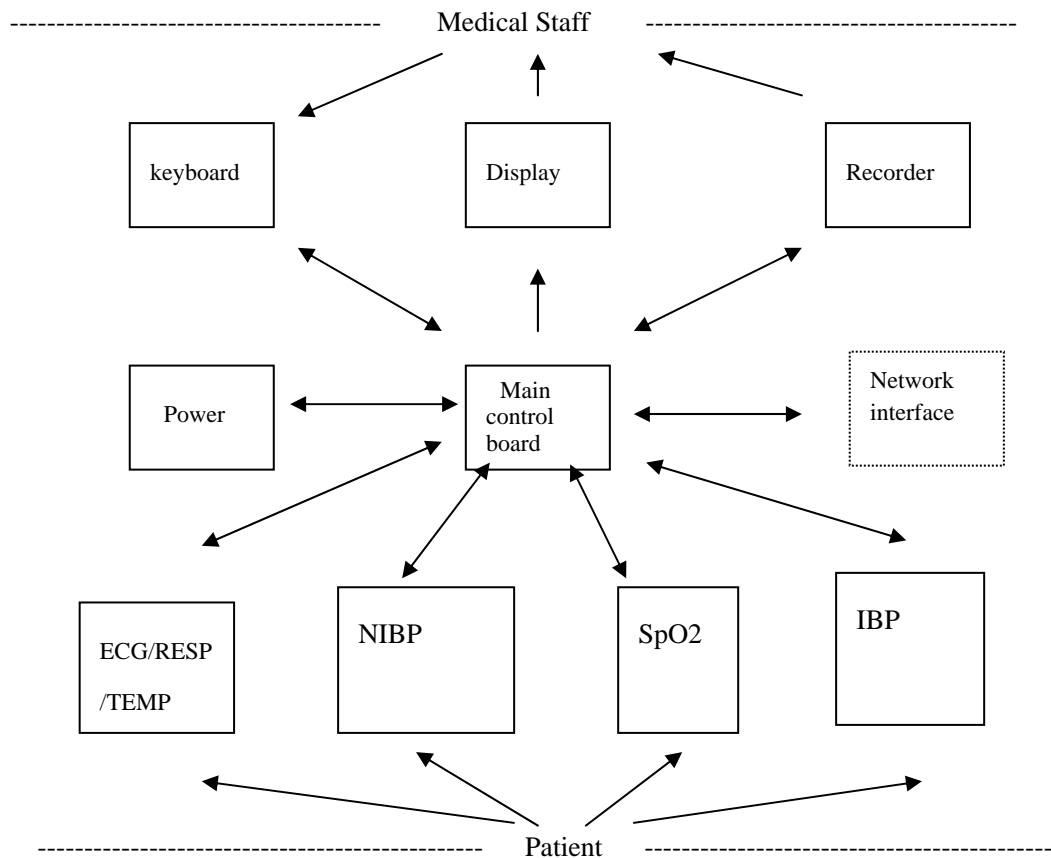 Medical Staff
keyboard
Display
Recorder
Power
Main
control
board
Network
interface
ECG/RESP
/TEMP
NIBP
SpO2
IBP
Patient